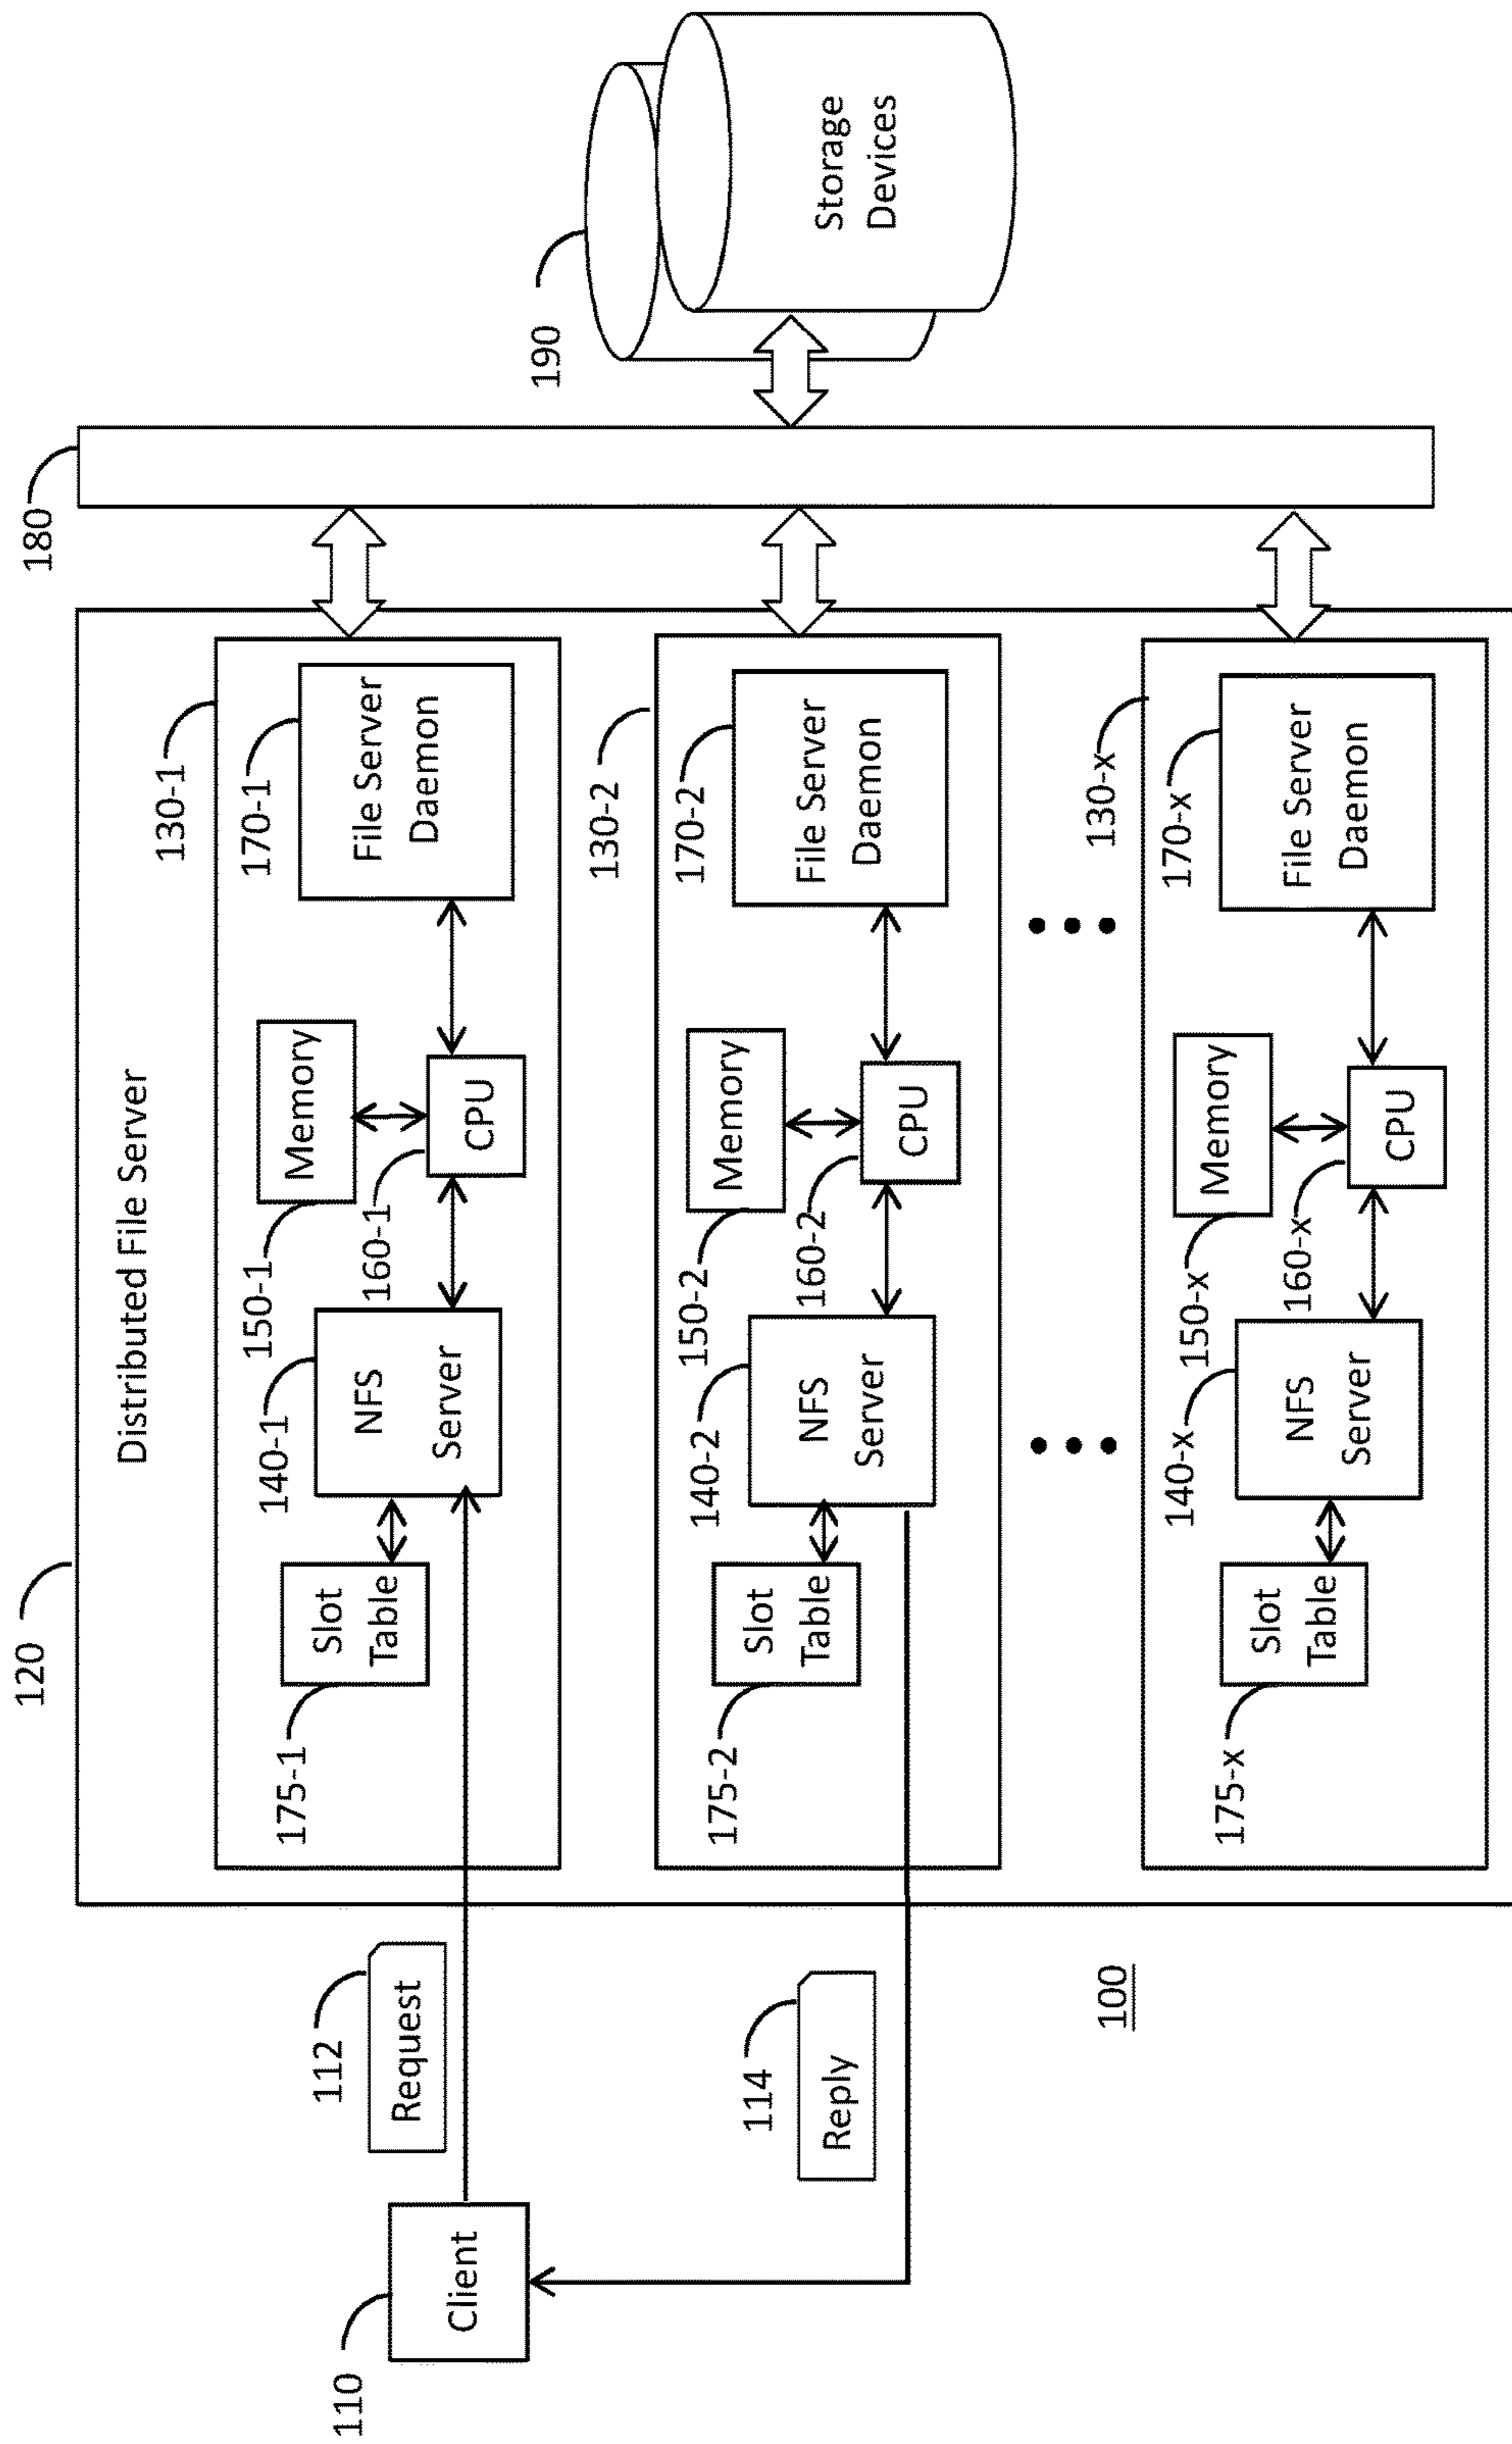 Distributed File Server
120
180
190
Storage
Devices
130-1
170-1
File Server
Daemon
150-1
Memory
160-1
CPU
140-1
NFS
Server
175-1
Slot
Table
112
Request
110
Client
130-2
170-2
File Server
Daemon
150-2
Memory
160-2
CPU
140-2
NFS
Server
175-2
Slot
Table
114
Reply
130-x
170-x
File Server
Daemon
150-x
Memory
160-x
CPU
140-x
NFS
Server
175-x
Slot
Table
100